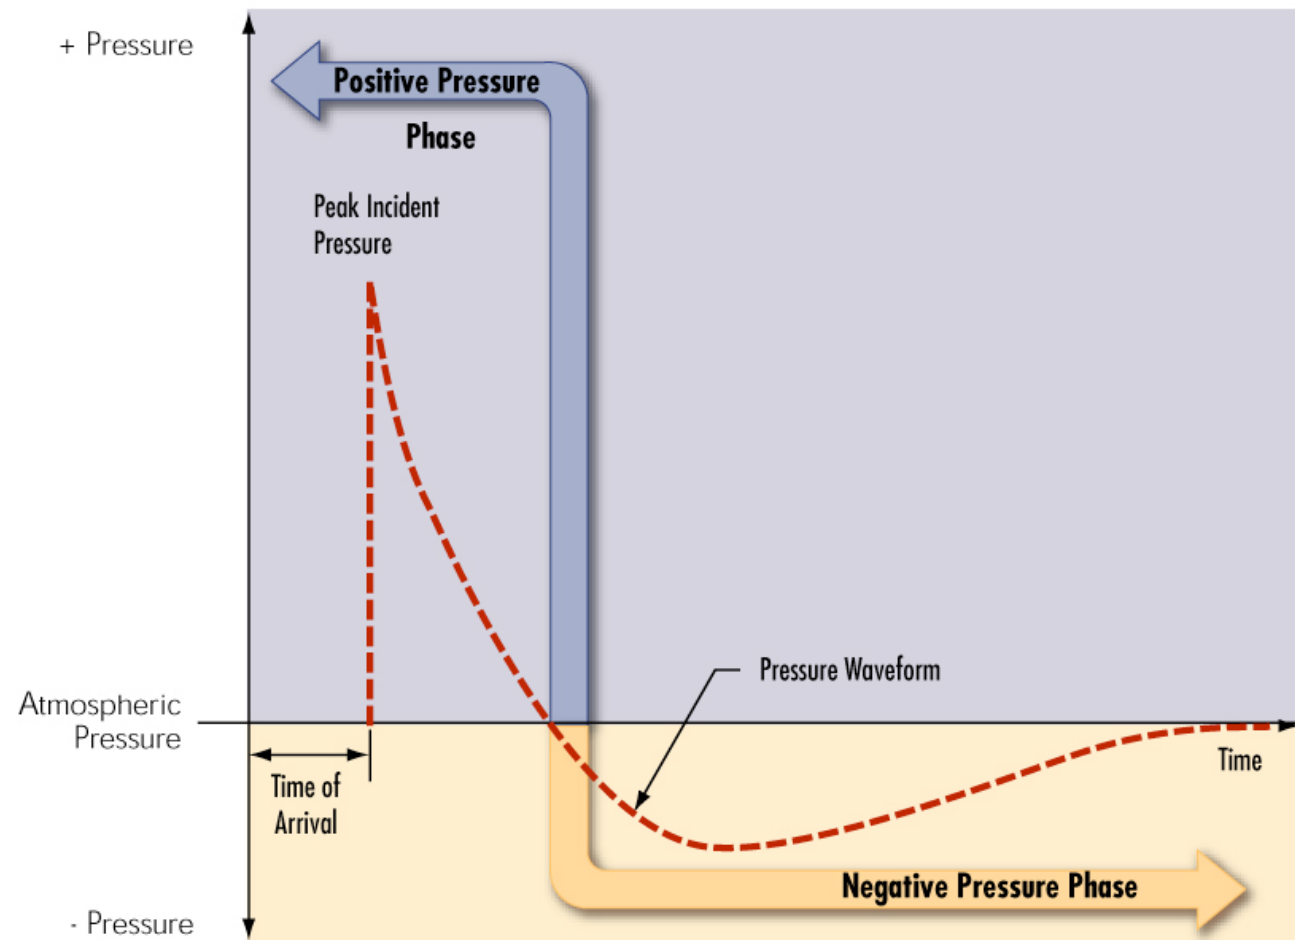 + Pressure
Positive Pressure
Phase
Peak Incident
Pressure
Pressure Waveform
Atmospheric
Pressure
Time
Time of
Arrival
Negative Pressure Phase
- Pressure